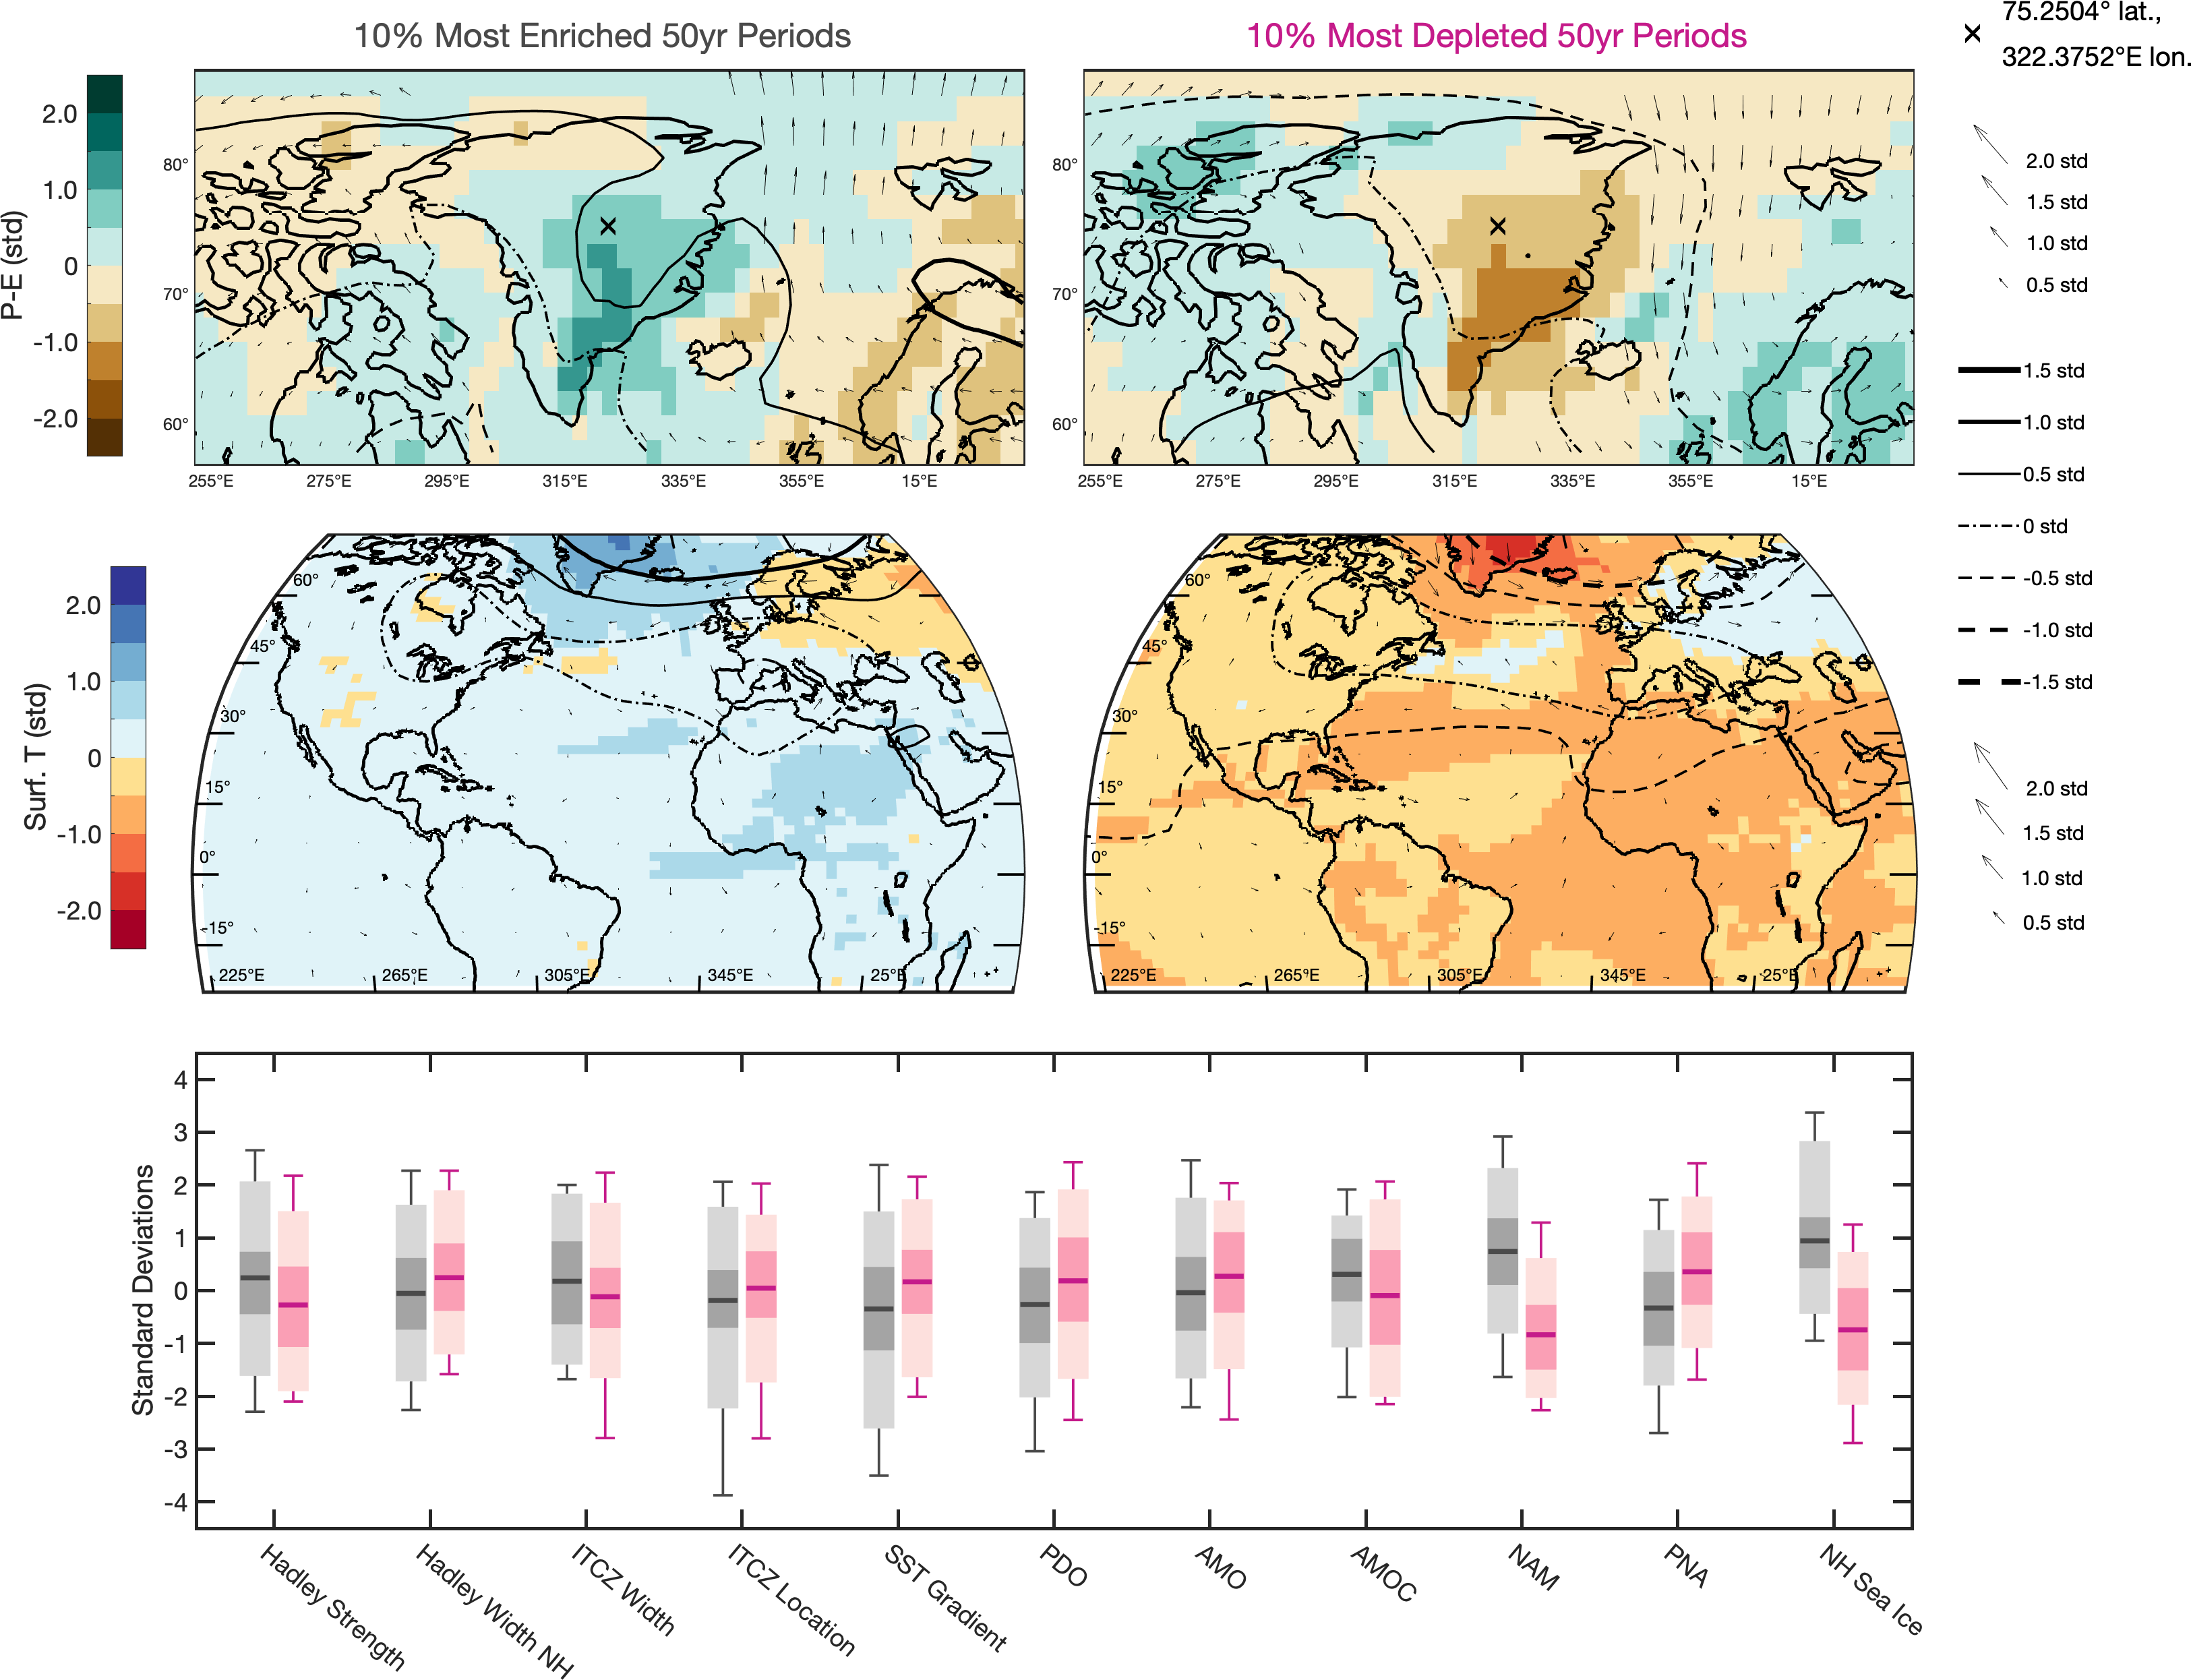 10% Most Enriched 50yr Periods
10% Most Depleted 50yr Periods
75.2504° lat.,
322.3752°E lon.
P-E (std)
2.0
1.0
0
-1.0
-2.0
80°
70°
60°
255°E 275°E 295°E 315°E 335°E 355°E 15°E
80°
70°
60°
255°E 275°E 295°E 315°E 335°E 355°E 15°E
2.0 std
1.5 std
1.0 std
0.5 std
1.5 std
1.0 std
0.5 std
0 std
-0.5 std
-1.0 std
-1.5 std
Surf. T (std)
2.0
1.0
0
-1.0
-2.0
60°
45°
30°
15°
0°
-15°
225°E 265°E 305°E 345°E 25°E
60°
45°
30°
15°
0°
-15°
225°E 265°E 305°E 345°E 25°E
2.0 std
1.5 std
1.0 std
0.5 std
Standard Deviations
4
3
2
1
0
-1
-2
-3
-4
Hadley Strength
Hadley Width NH
ITCZ Width
ITCZ Location
SST Gradient
PDO
AMO
AMOC
NAM
PNA
NH Sea Ice